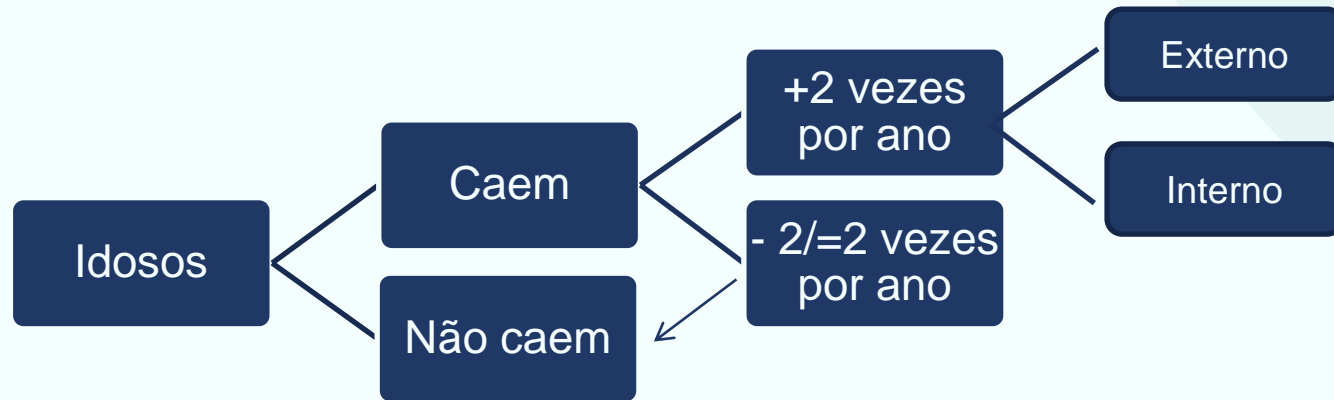 Idosos
Caem
Não caem
+2 vezes
por ano
- 2/=2 vezes
por ano
Externo
Interno